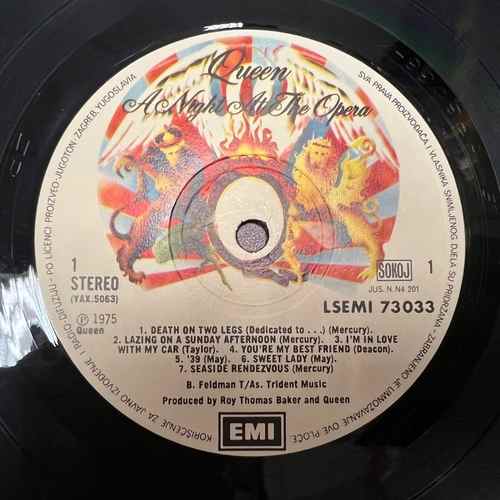 Queen
A Night At The Opera
KORIŠĆENJE ZA JAVNO IZVOĐENJE I RADIO-DIFUZIJU · PO LICENCI PROIZVEO JUGOTON-ZAGREB, YUGOSLAVIA
SVA PRAVA PROIZVOĐAČA I VLASNIKA SNIMLJENOG DJELA SU PRIDRŽANA - ZABRANJENO JE UMNOŽAVANJE OVE PLOČE,
1
STEREO
(YAX.5063)
SOKOJ 1
JUS. N.N4 201
LSEMI 73033
Ⓟ 1975
Queen
1. DEATH ON TWO LEGS (Dedicated to . . .) (Mercury).
2. LAZING ON A SUNDAY AFTERNOON (Mercury). 3. I'M IN LOVE
WITH MY CAR (Taylor). 4. YOU'RE MY BEST FRIEND (Deacon).
5. '39 (May). 6. SWEET LADY (May).
7. SEASIDE RENDEZVOUS (Mercury)
B. Feldman T/As. Trident Music
Produced by Roy Thomas Baker and Queen
EMI